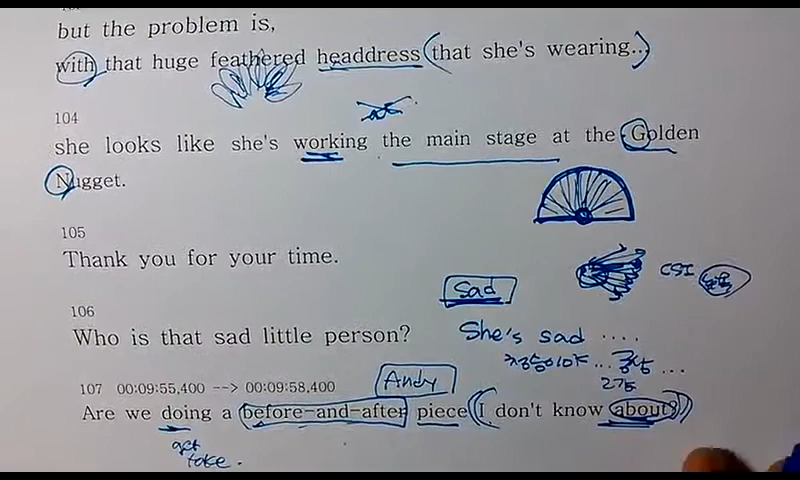 but the problem is,
with that huge feathered headdress (that she's wearing..)
104
she looks like she's working the main stage at the Golden
Nugget.
105
Thank you for your time.
CSI
Sad
106
Who is that sad little person?
She's sad ....
107 00:09:55,400 --> 00:09:58,400
Andy
Are we doing a before-and-after piece (I don't know about?)
get
take.